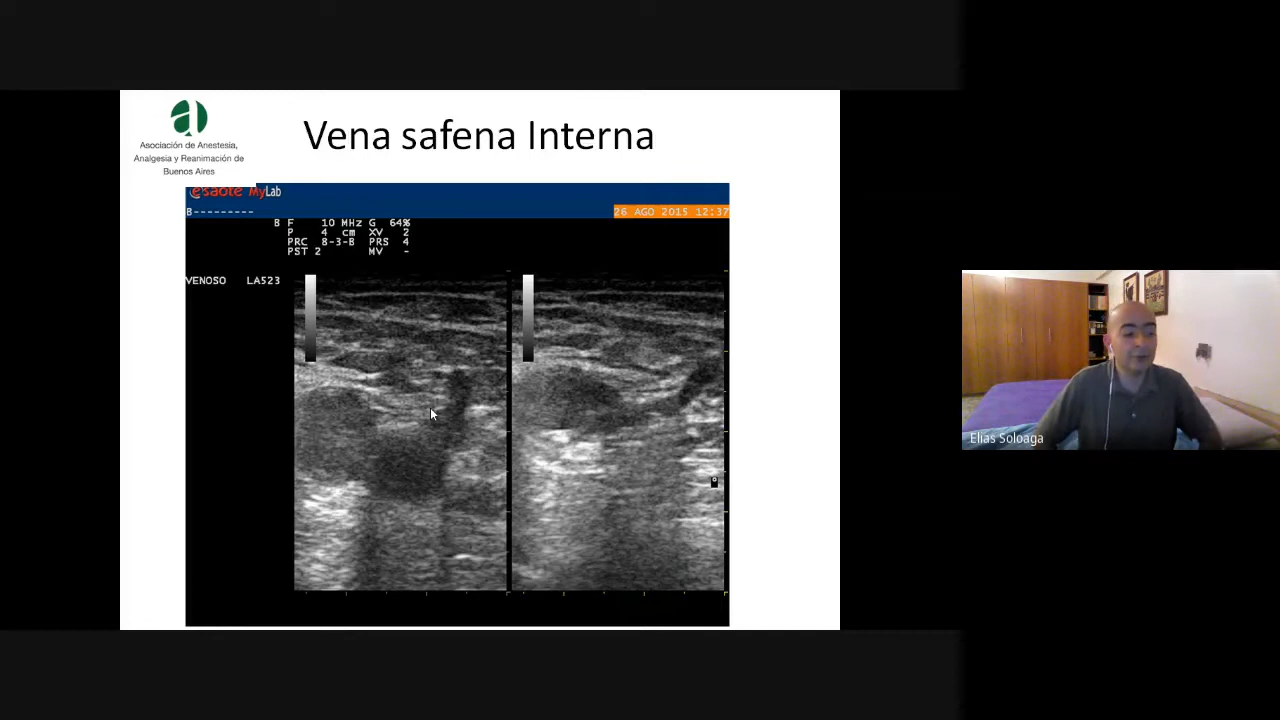 Asociación de Anestesia,
Analgesia y Reanimación de
Buenos Aires
Vena safena Interna
esaote MyLab
B---------
26 AGO 2015 12:37
B F 10 MHz G 64%
P 4 cm XV 2
PRC 8-3-B PRS 4
PST 2 MV -
VENOSO LA523
Elias Soloaga